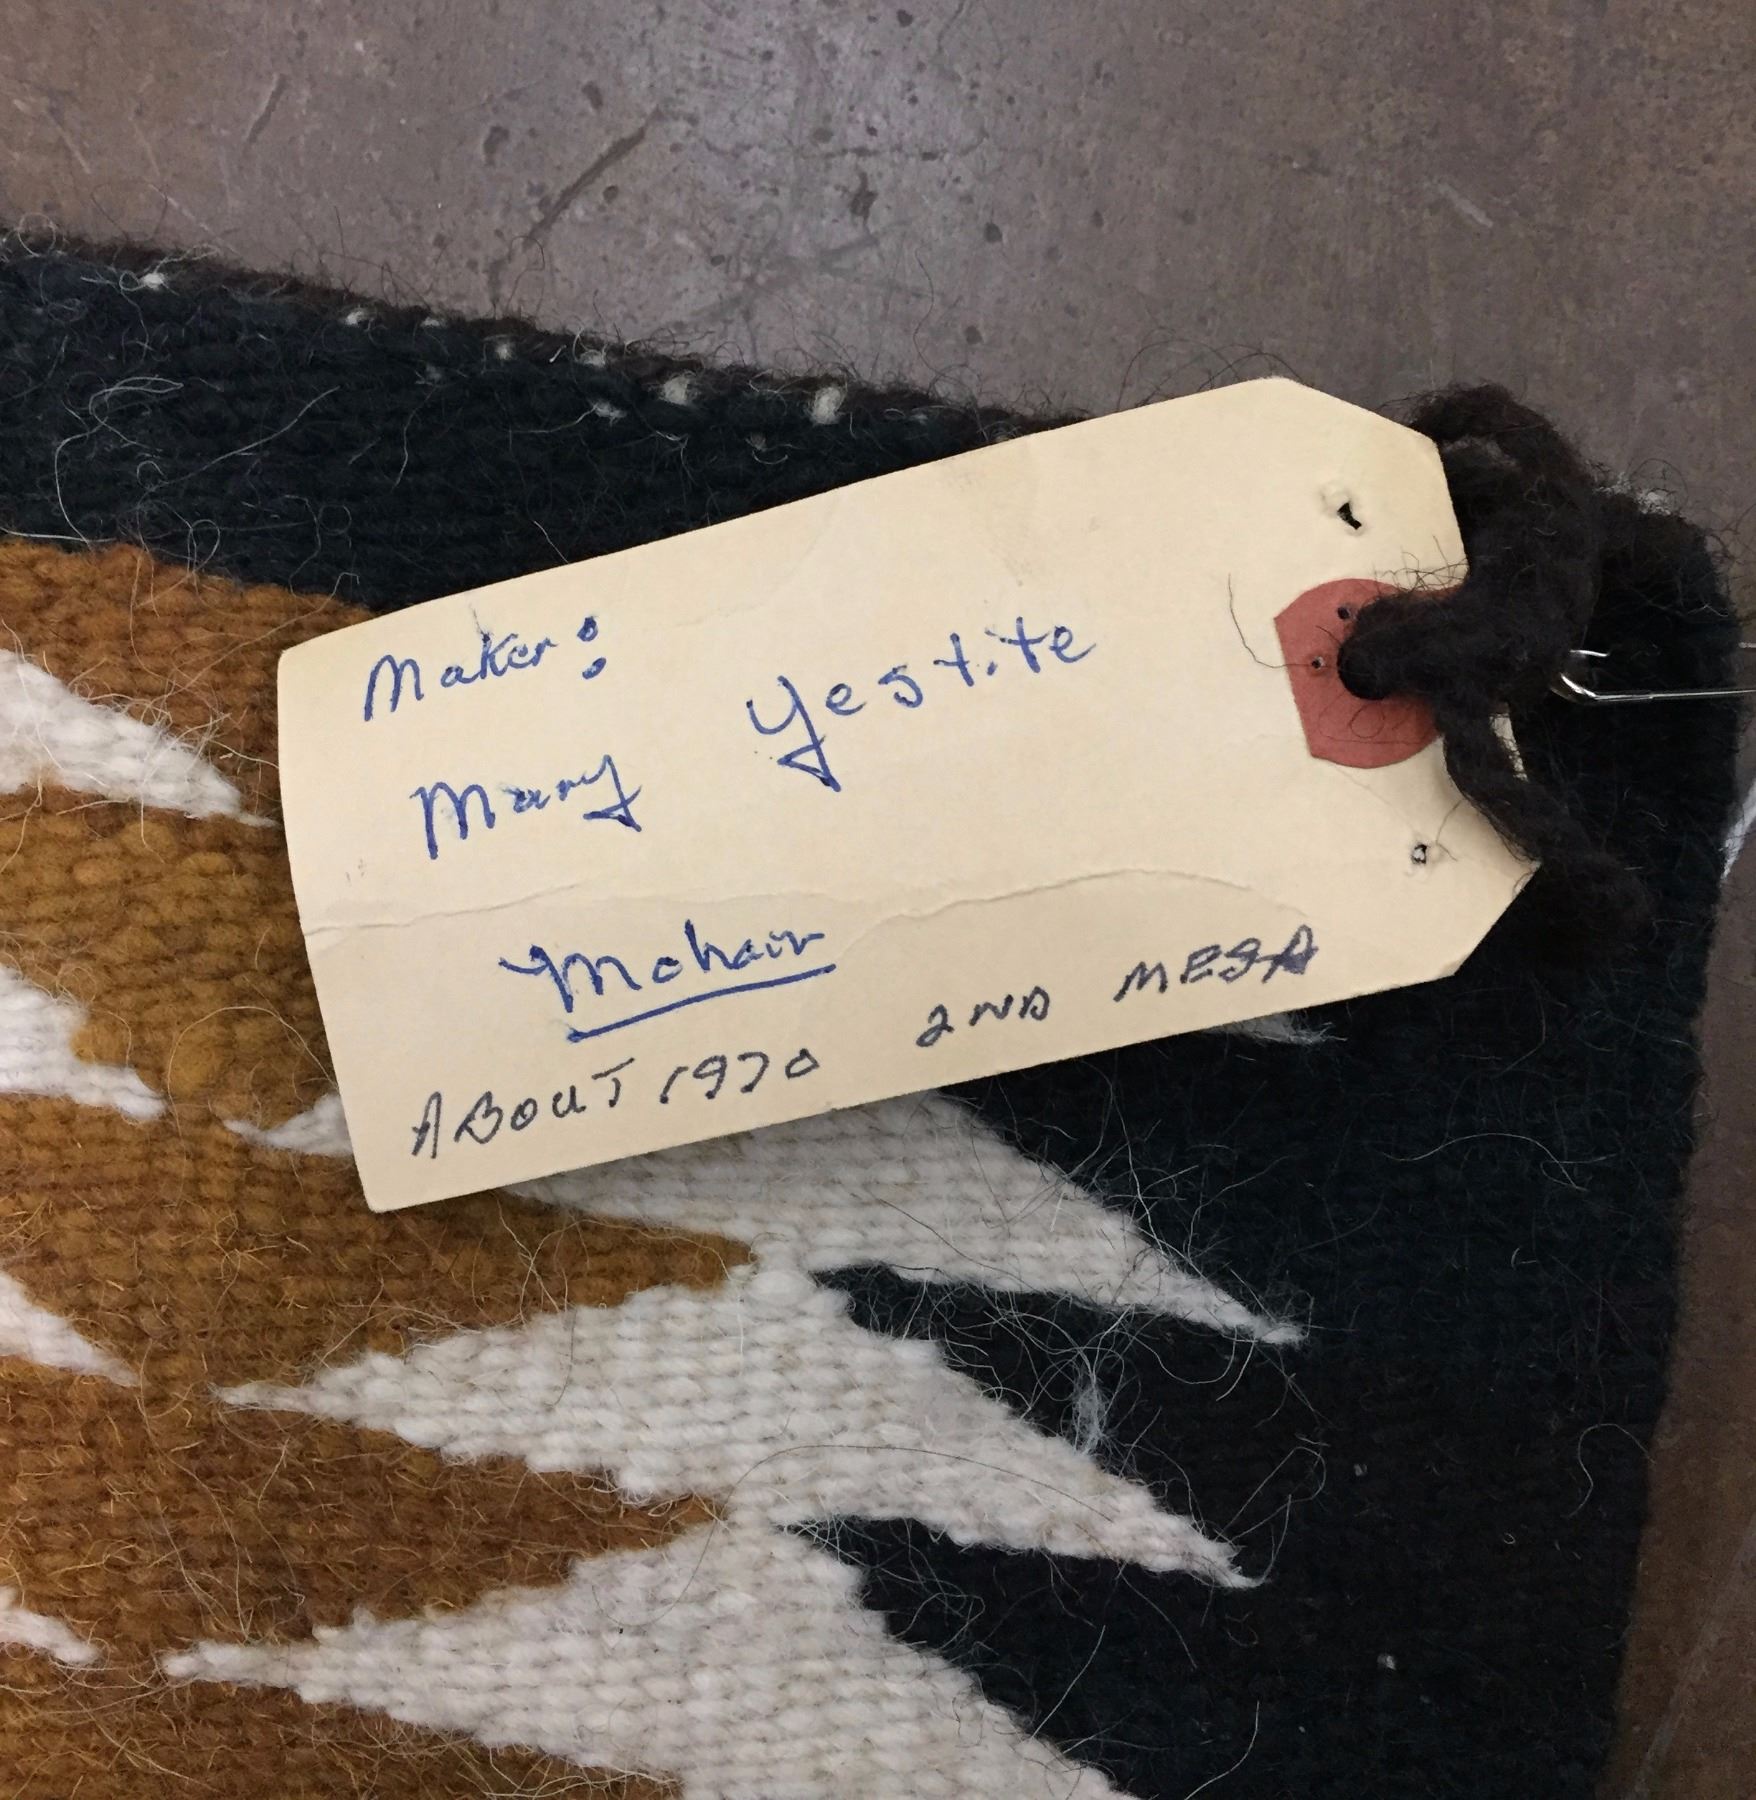 Maker:
Mary Yestite
Mohair
ABOUT 1970 2ND MESA